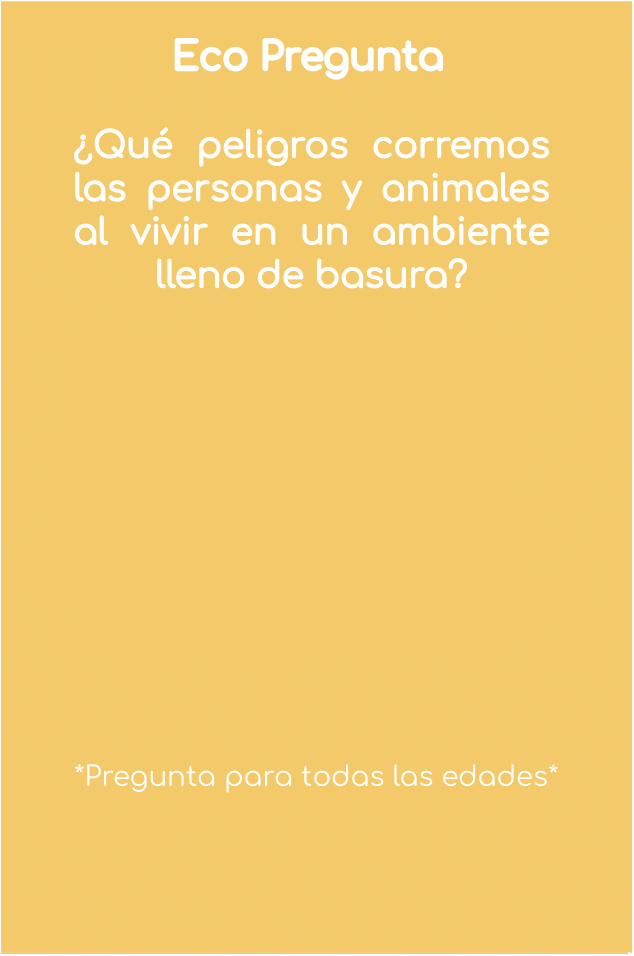 Eco Pregunta
¿Qué peligros corremos
las personas y animales
al vivir en un ambiente
lleno de basura?
*Pregunta para todas las edades*